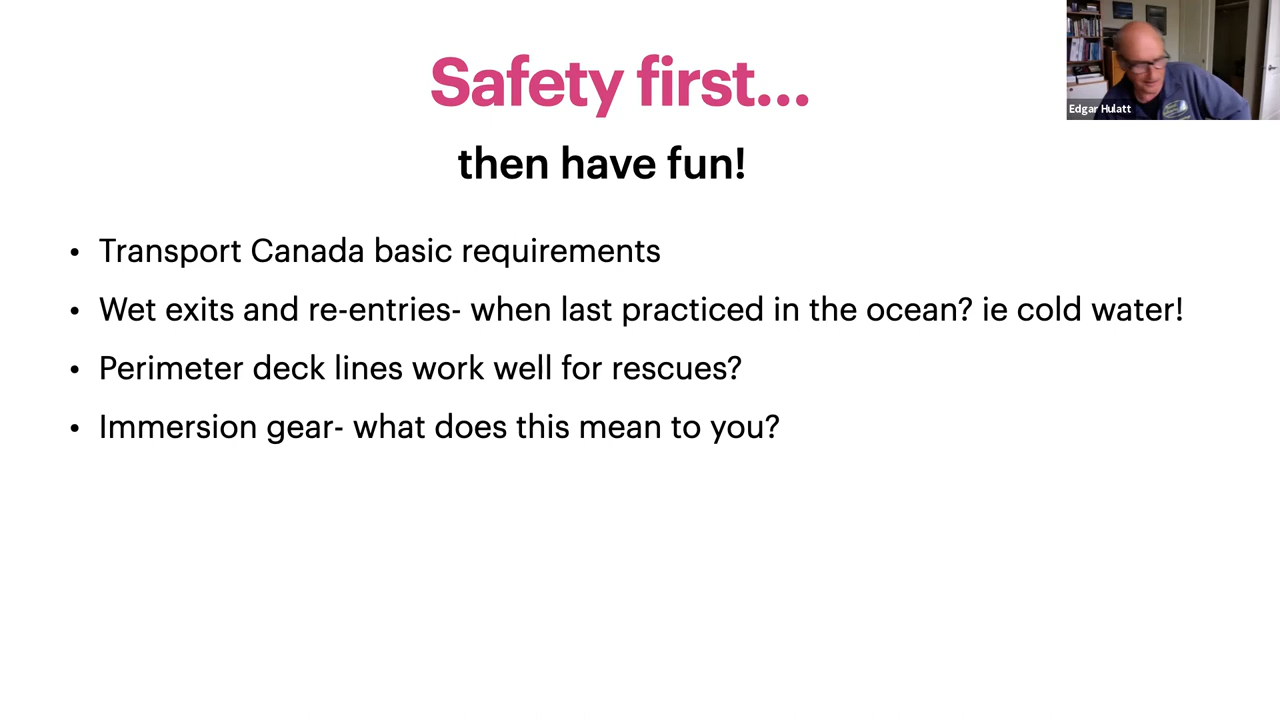 Safety first...
then have fun!
Edgar Hulatt
• Transport Canada basic requirements
• Wet exits and re-entries- when last practiced in the ocean? ie cold water!
• Perimeter deck lines work well for rescues?
• Immersion gear- what does this mean to you?